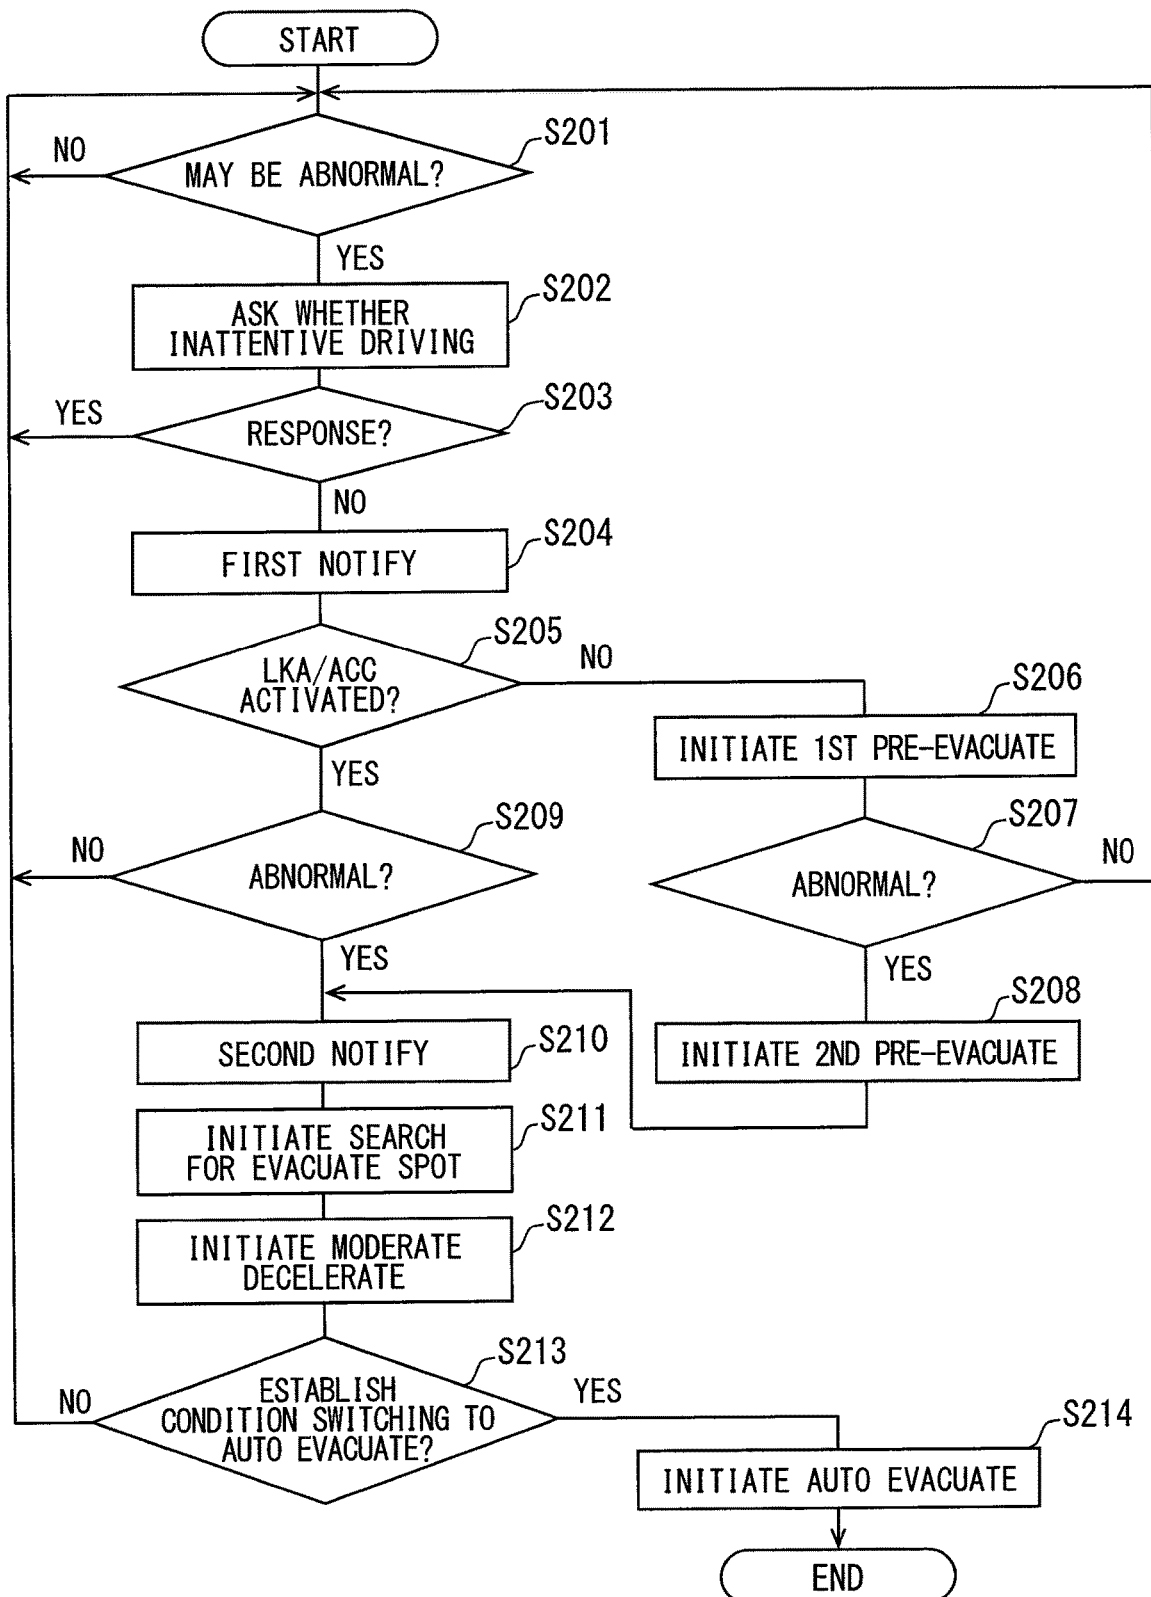 START
S201
NO
MAY BE ABNORMAL?
YES
S202
ASK WHETHER
INATTENTIVE DRIVING
S203
YES
RESPONSE?
NO
S204
FIRST NOTIFY
S205
NO
LKA/ACC
ACTIVATED?
S206
INITIATE 1ST PRE-EVACUATE
YES
S209
S207
NO
ABNORMAL?
ABNORMAL?
NO
YES
YES
S208
SECOND NOTIFY
S210
INITIATE 2ND PRE-EVACUATE
S211
INITIATE SEARCH
FOR EVACUATE SPOT
S212
INITIATE MODERATE
DECELERATE
S213
NO
ESTABLISH
CONDITION SWITCHING TO
AUTO EVACUATE?
YES
S214
INITIATE AUTO EVACUATE
END